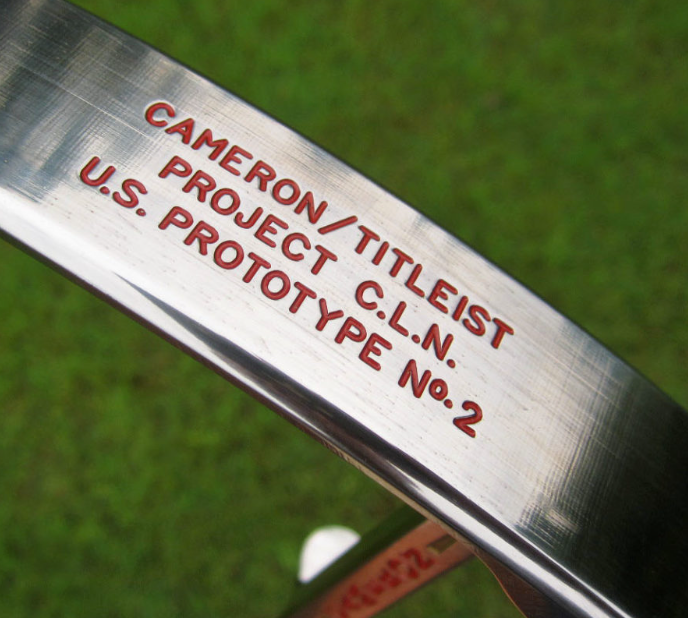 CAMERON/TITLEIST
PROJECT C.L.N.
U.S. PROTOTYPE No. 2